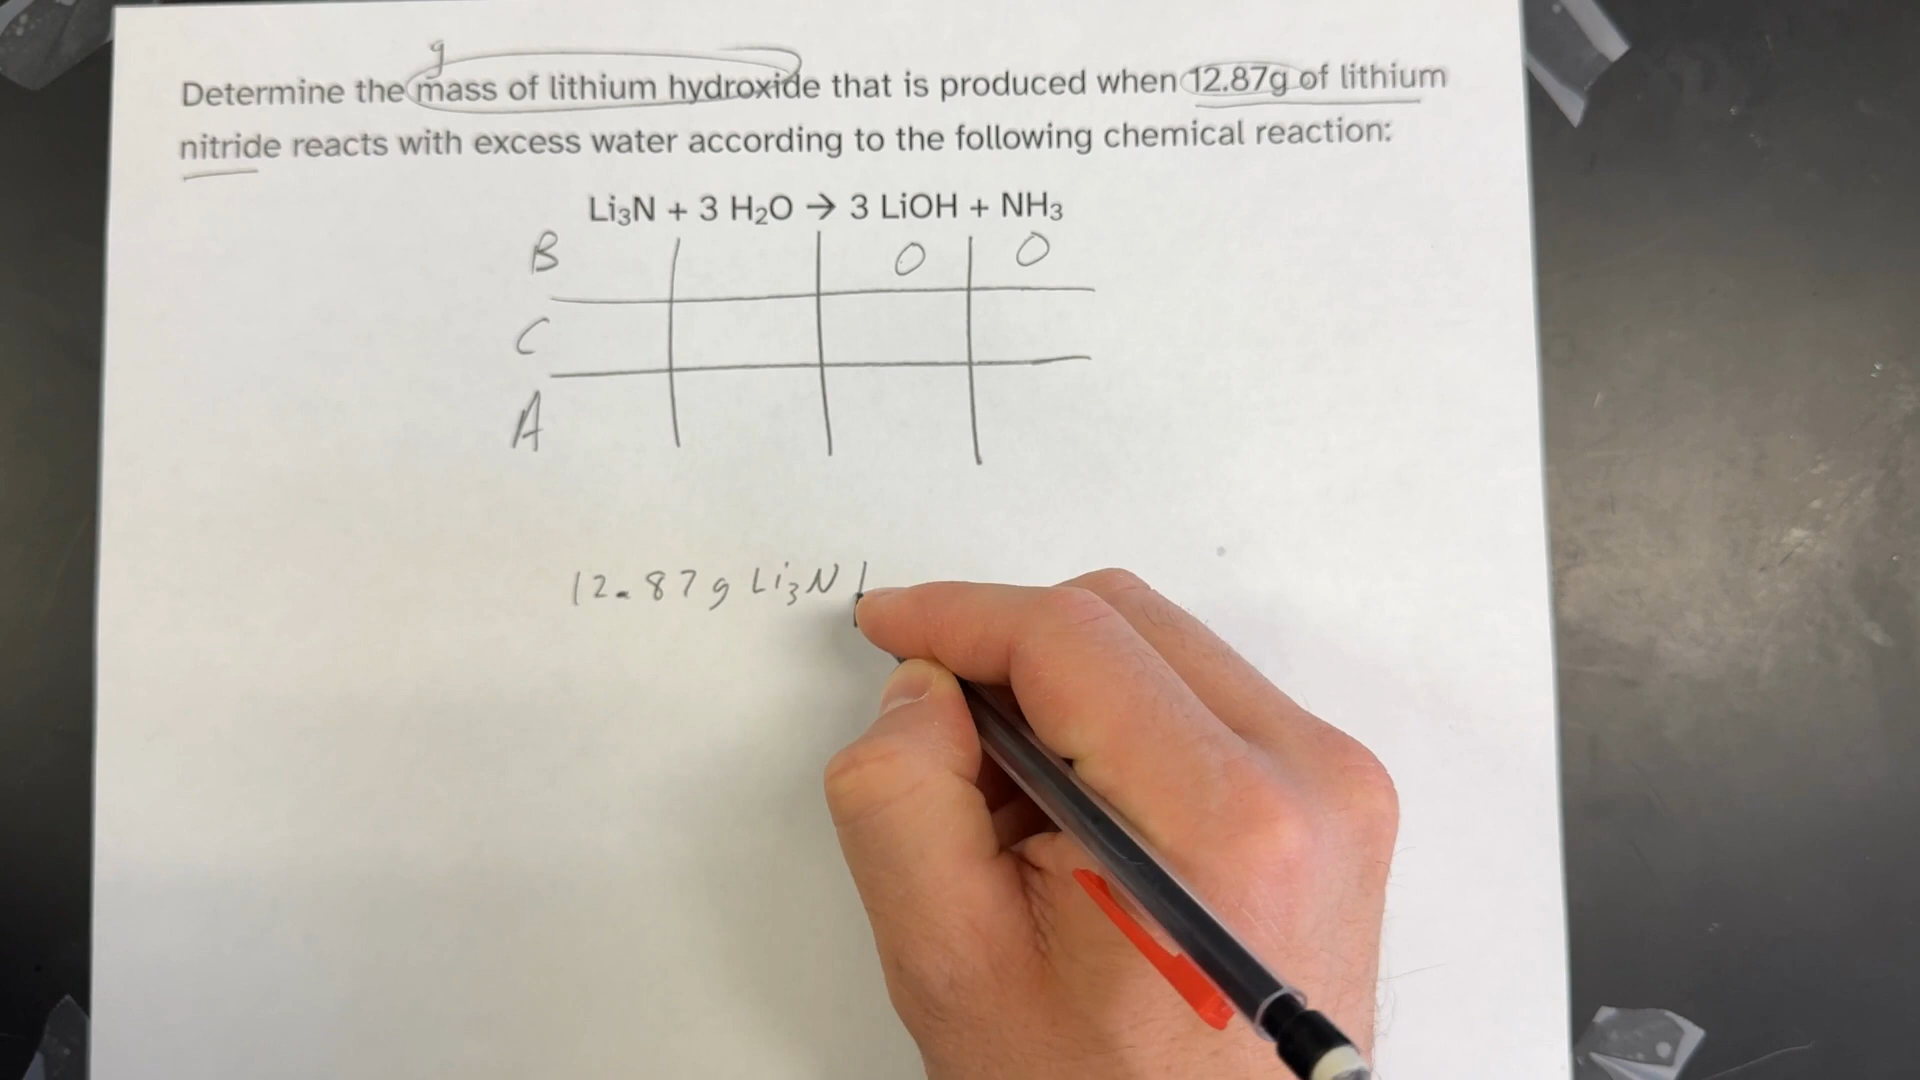 g
Determine the mass of lithium hydroxide that is produced when 12.87g of lithium
nitride reacts with excess water according to the following chemical reaction:
Li₃N + 3 H₂O → 3 LiOH + NH₃
B 0 0
C
A
12.87g Li₃N